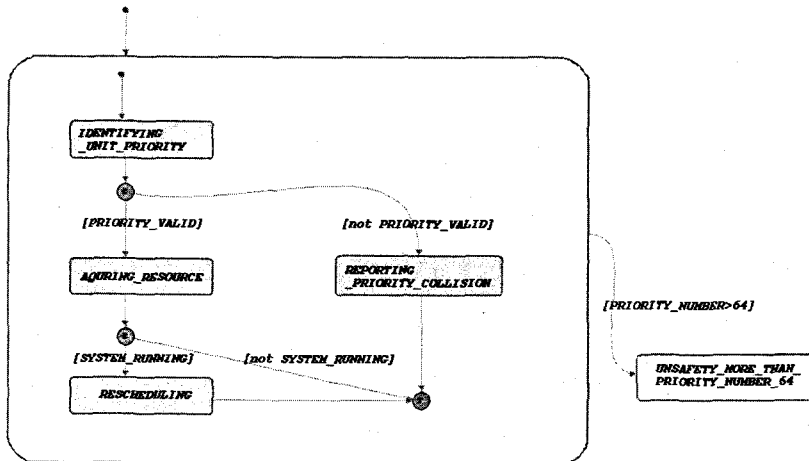 IDENTIFYING
_UNIT_PRIORITY
[PRIORITY_VALID]
[not PRIORITY_VALID]
AQURING_RESOURCE
REPORTING
_PRIORITY_COLLISION
[PRIORITY_NUMBER>64]
[SYSTEM_RUNNING]
[not SYSTEM_RUNNING]
UNSAFETY_MORE_THAN_
PRIORITY_NUMBER_64
RESCHEDULING